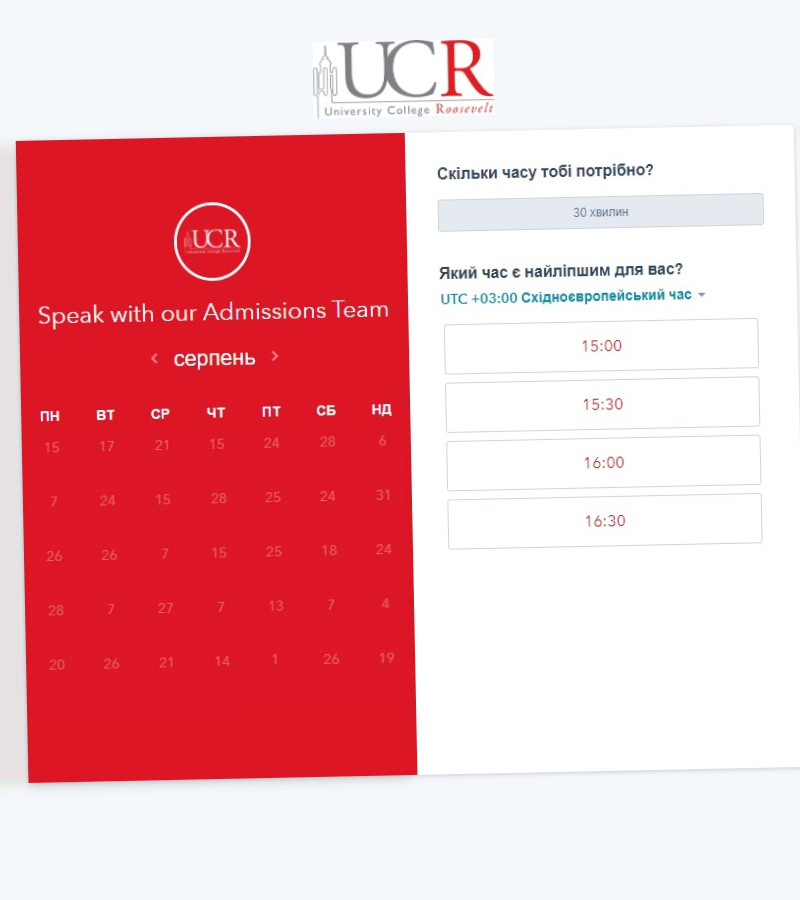 UCR
University College Roosevelt
UCR
Speak with our Admissions Team
серпень
ПН ВТ СР ЧТ ПТ СБ НД
15 17 21 15 24 28 6
7 24 15 28 25 24 31
26 26 7 15 25 18 24
28 7 27 7 13 7 4
20 26 21 14 1 26 19
Скільки часу тобі потрібно?
30 хвилин
Який час є найліпшим для вас?
UTC +03:00 Східноєвропейський час
15:00
15:30
16:00
16:30